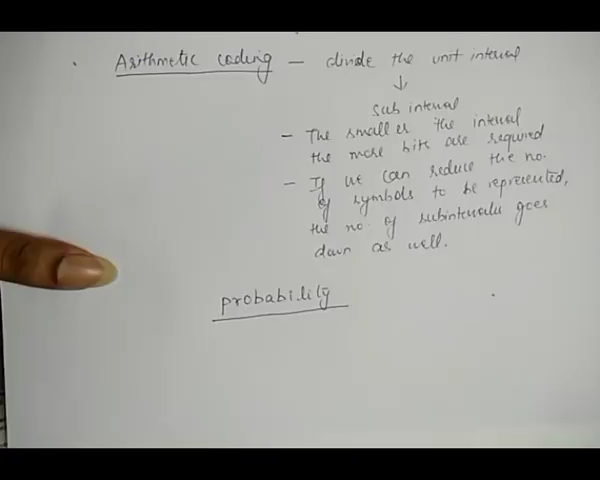 Arithmetic coding – divide the unit interval
↓
sub interval
– The smaller the interval
the more bits are required
– If we can reduce the no.
of symbols to be represented,
the no. of subintervals goes
down as well.
probability